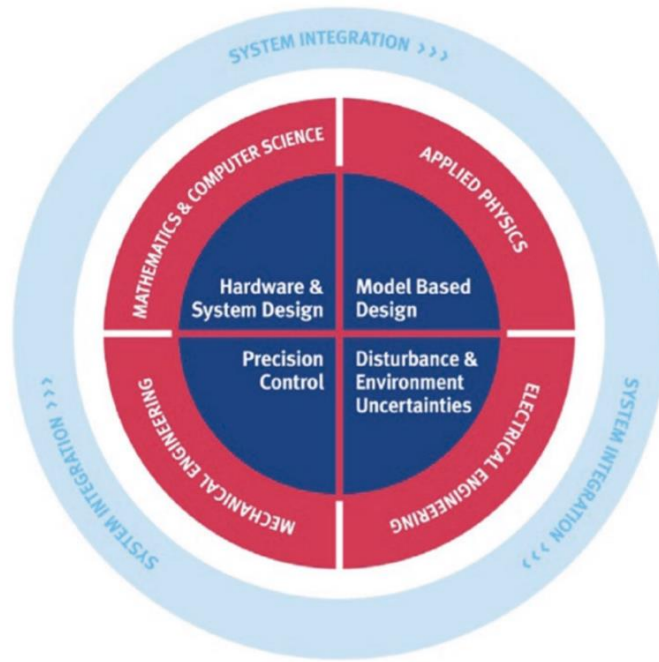 SYSTEM INTEGRATION >>>
MATHEMATICS & COMPUTER SCIENCE
APPLIED PHYSICS
Hardware &
System Design
Model Based
Design
Precision
Control
Disturbance &
Environment
Uncertainties
MECHANICAL ENGINEERING
ELECTRICAL ENGINEERING
SYSTEM INTEGRATION >>>
SYSTEM INTEGRATION >>>